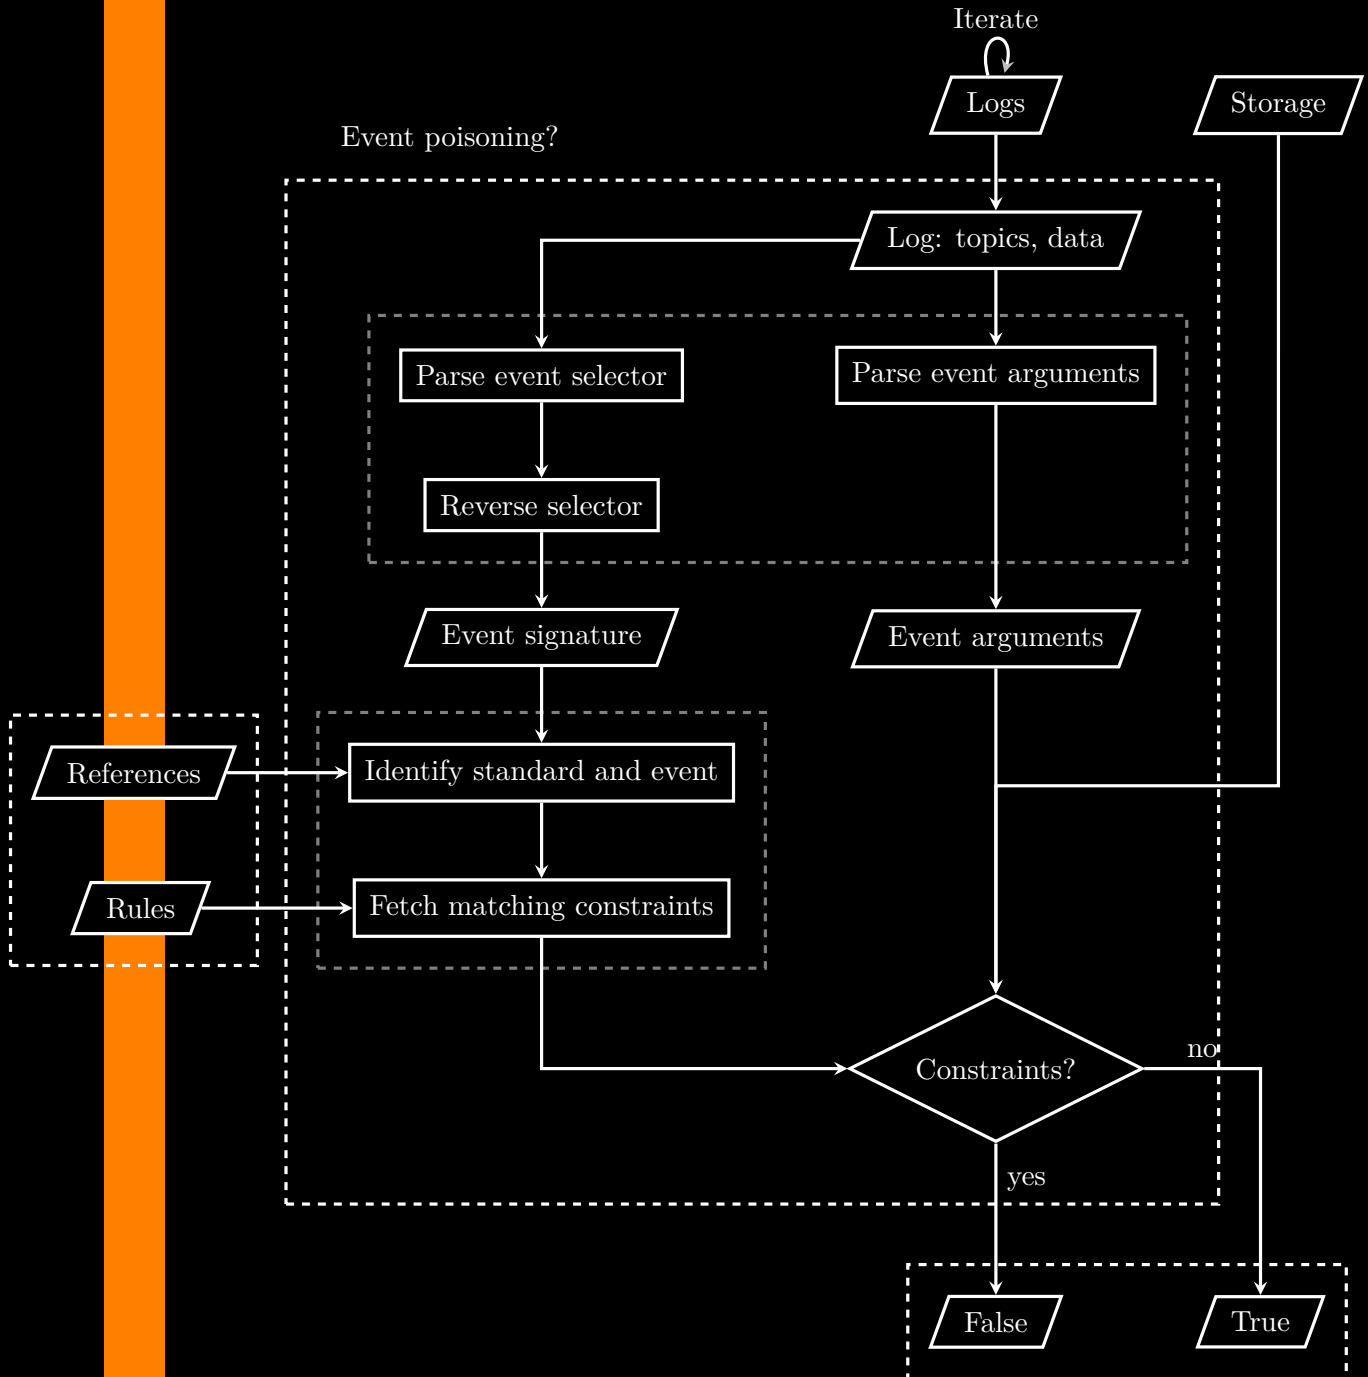 Iterate
Logs
Storage
Event poisoning?
Log: topics, data
Parse event selector
Parse event arguments
Reverse selector
Event signature
Event arguments
References
Identify standard and event
Rules
Fetch matching constraints
Constraints?
no
yes
False
True